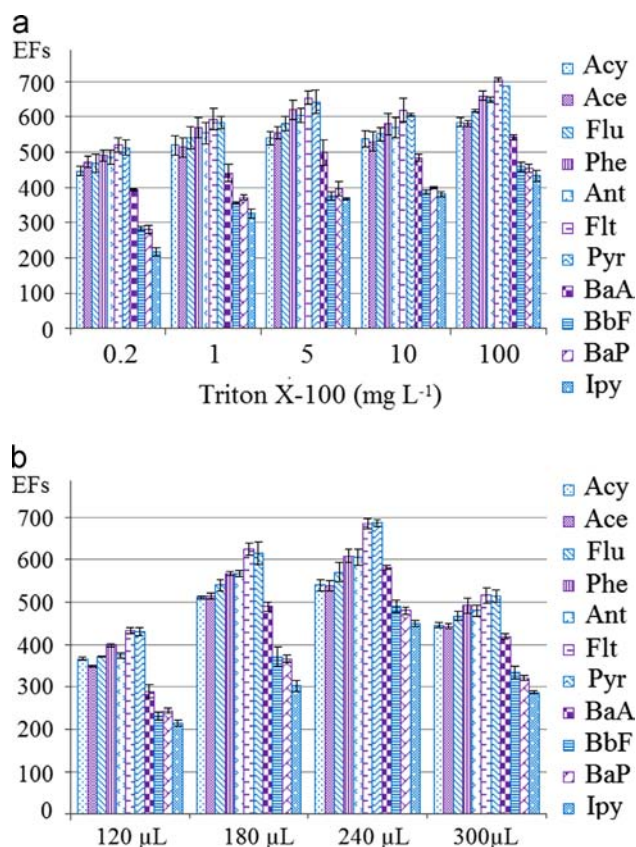 a
EFs
700
600
500
400
300
200
100
0
0.2 1 5 10 100
Triton X-100 (mg L-1)
Acy
Ace
Flu
Phe
Ant
Flt
Pyr
BaA
BbF
BaP
Ipy
b
EFs
700
600
500
400
300
200
100
0
120 µL 180 µL 240 µL 300µL
Acy
Ace
Flu
Phe
Ant
Flt
Pyr
BaA
BbF
BaP
Ipy